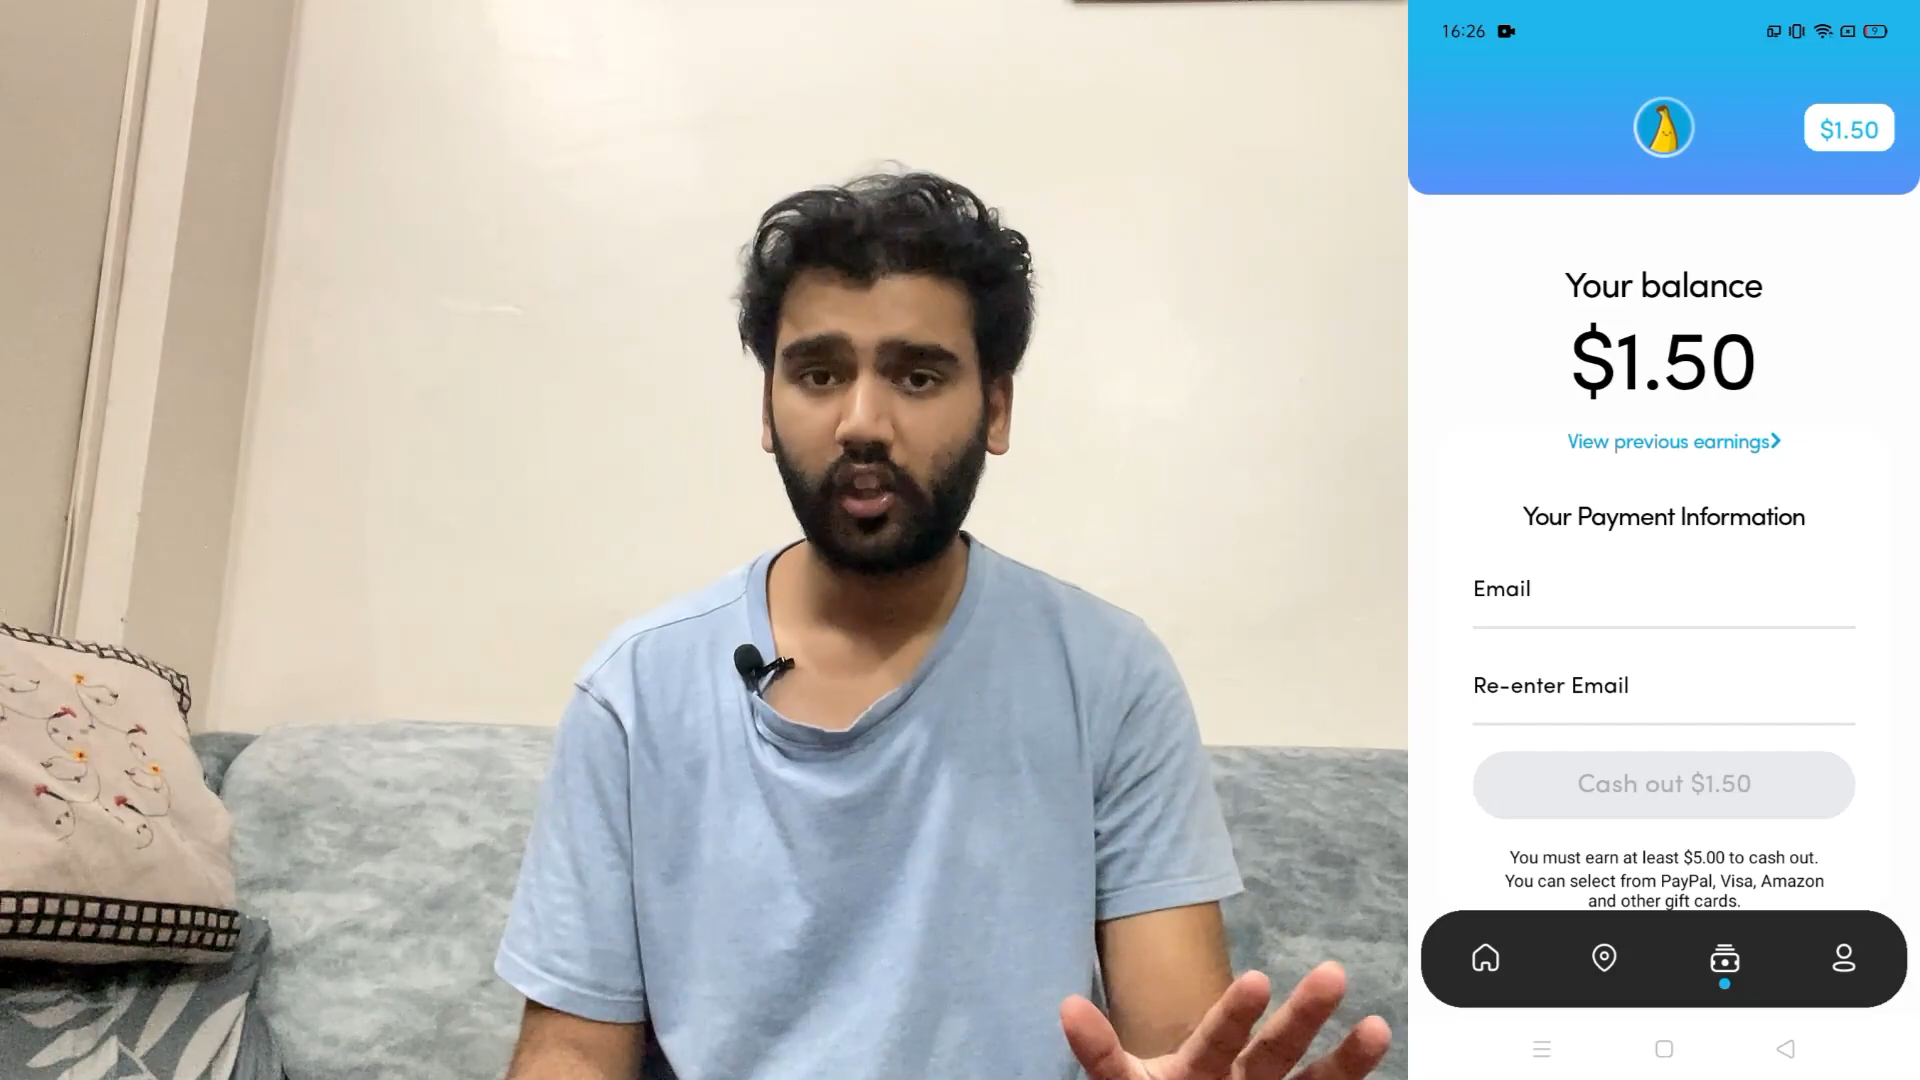 16:26
9
$1.50
Your balance
$1.50
View previous earnings
Your Payment Information
Email
Re-enter Email
Cash out $1.50
You must earn at least $5.00 to cash out.
You can select from PayPal, Visa, Amazon
and other gift cards.